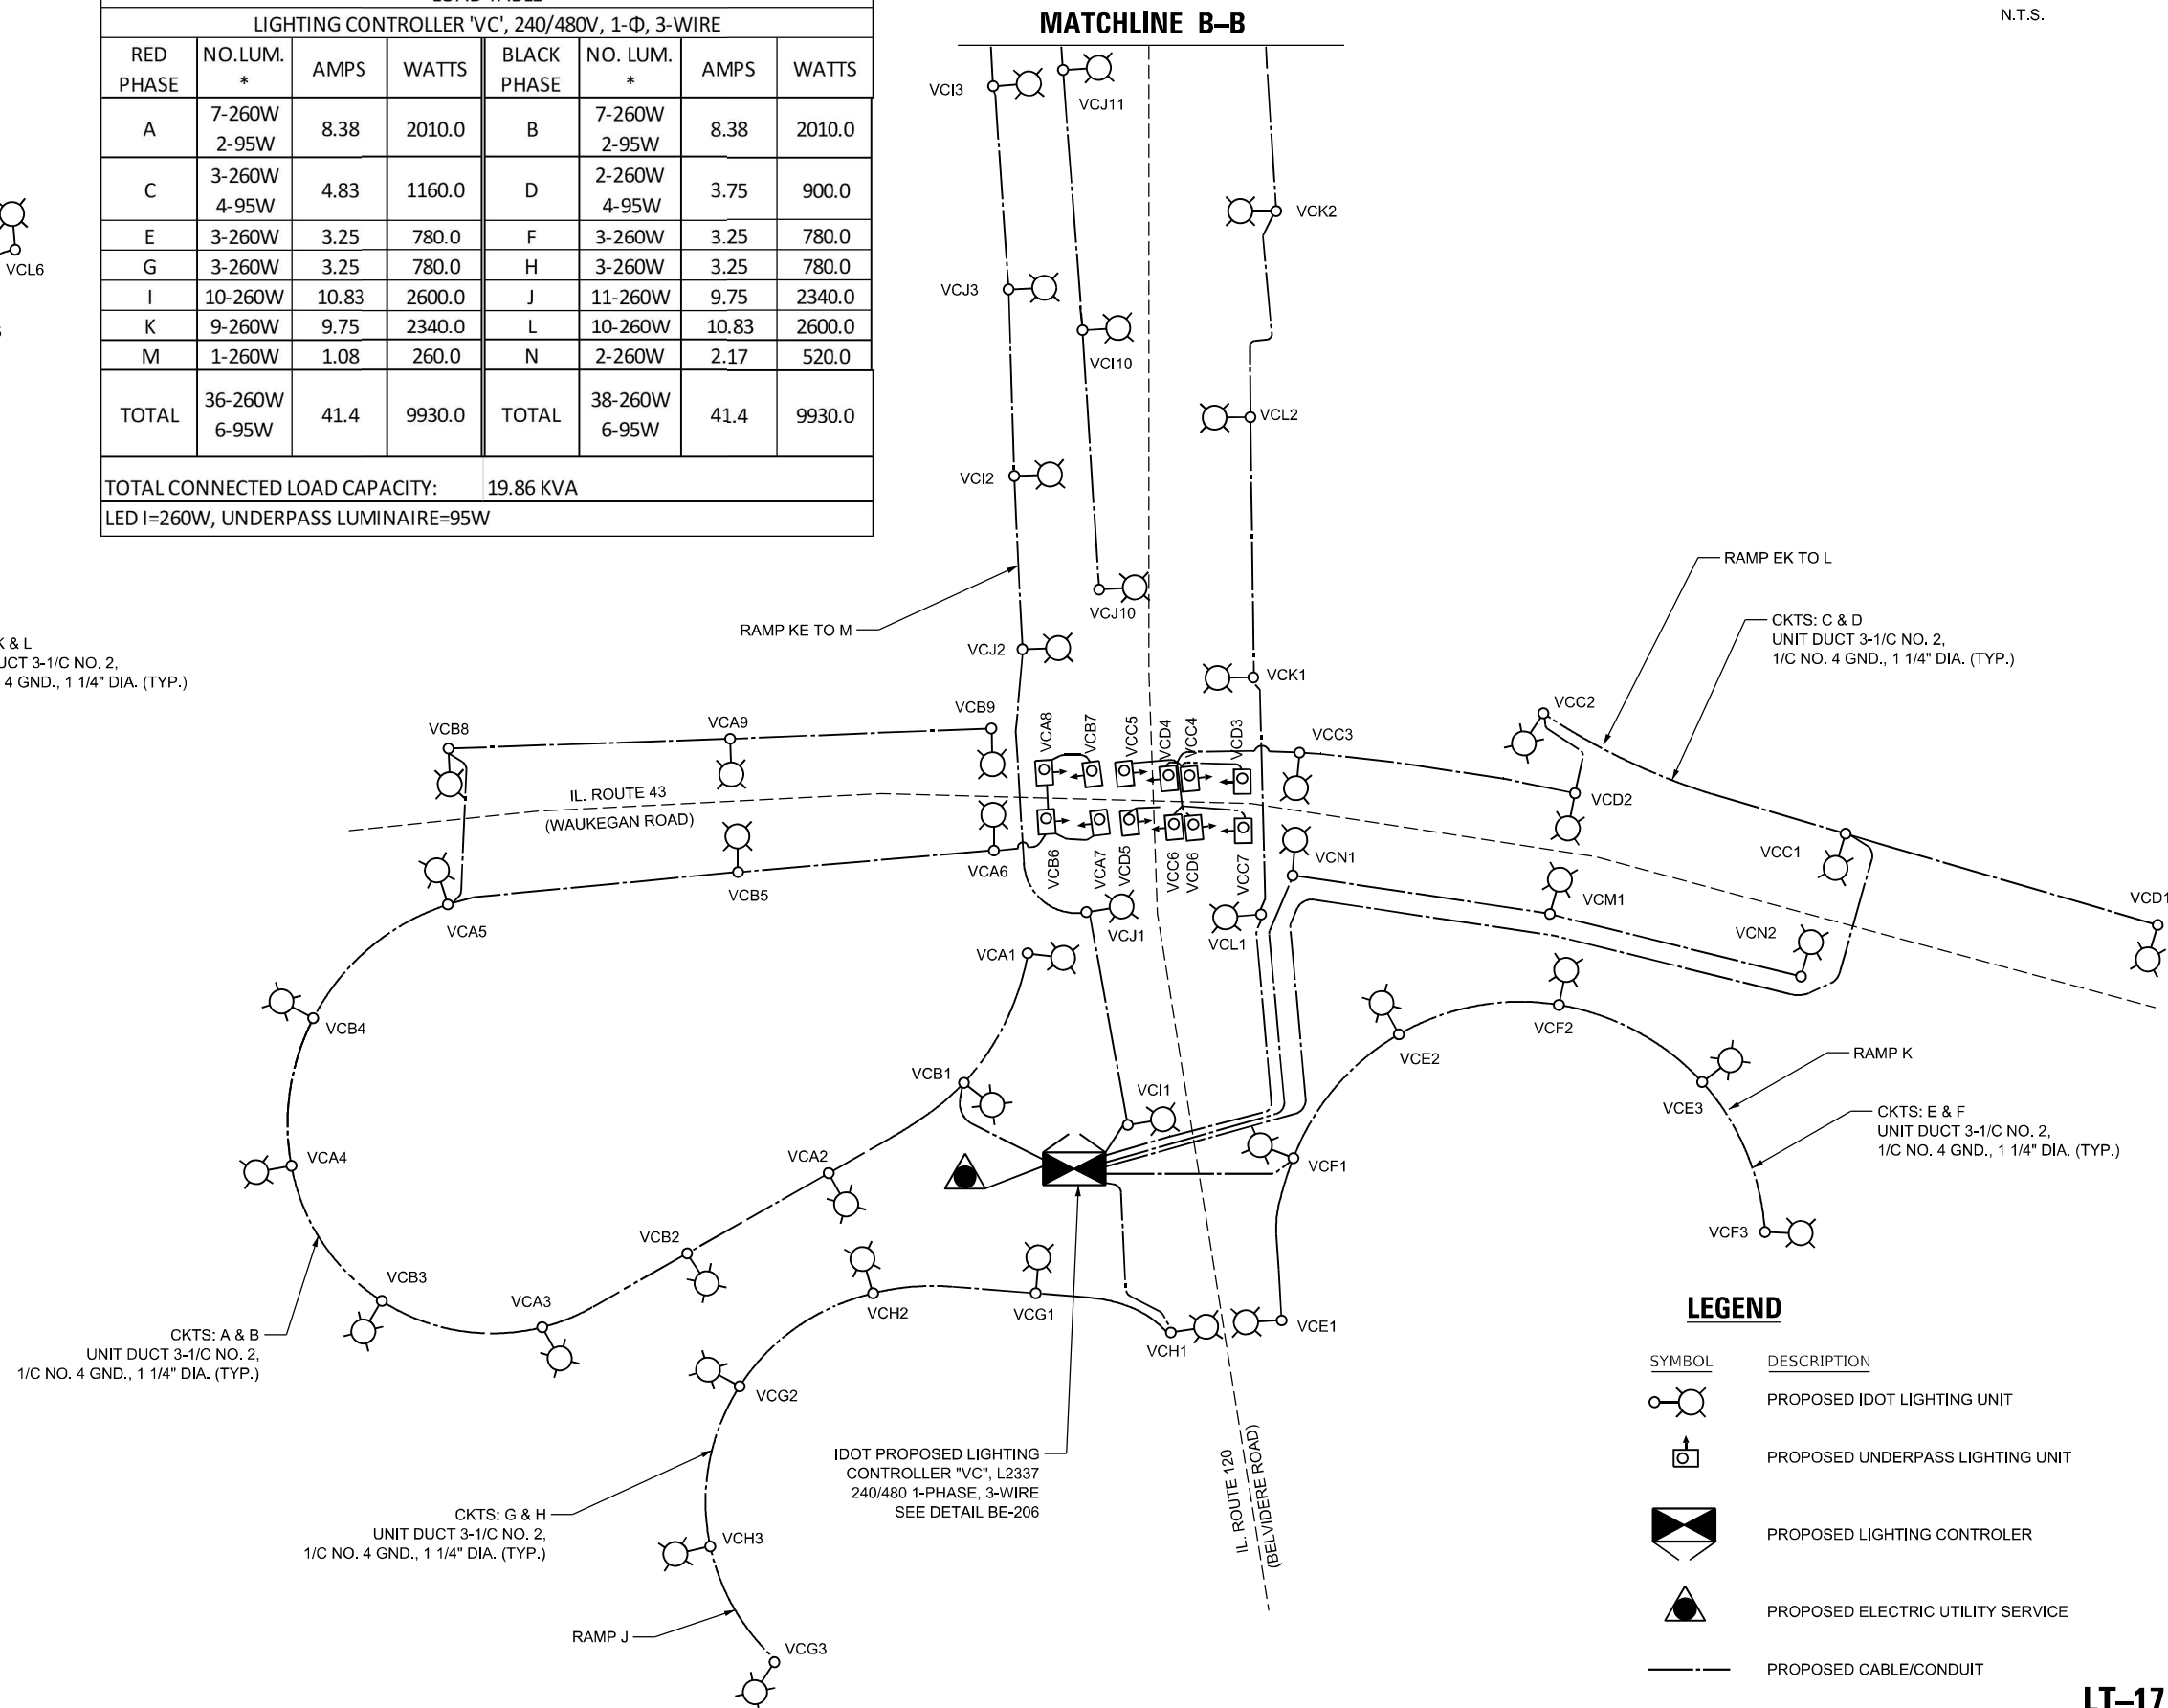 LIGHTING CONTROLLER 'VC', 240/480V, 1-Φ, 3-WIRE
RED PHASE NO.LUM. * AMPS WATTS BLACK PHASE NO. LUM. * AMPS WATTS
A 7-260W 2-95W 8.38 2010.0 B 7-260W 2-95W 8.38 2010.0
C 3-260W 4-95W 4.83 1160.0 D 2-260W 4-95W 3.75 900.0
E 3-260W 3.25 780.0 F 3-260W 3.25 780.0
G 3-260W 3.25 780.0 H 3-260W 3.25 780.0
I 10-260W 10.83 2600.0 J 11-260W 9.75 2340.0
K 9-260W 9.75 2340.0 L 10-260W 10.83 2600.0
M 1-260W 1.08 260.0 N 2-260W 2.17 520.0
TOTAL 36-260W 6-95W 41.4 9930.0 TOTAL 38-260W 6-95W 41.4 9930.0
TOTAL CONNECTED LOAD CAPACITY: 19.86 KVA
LED I=260W, UNDERPASS LUMINAIRE=95W
MATCHLINE B–B
N.T.S.
VCL6
VCI3
VCJ11
VCK2
VCJ3
VCI10
VCL2
VCI2
VCJ10
RAMP KE TO M
VCJ2
VCK1
RAMP EK TO L
CKTS: C & D
UNIT DUCT 3-1/C NO. 2,
1/C NO. 4 GND., 1 1/4" DIA. (TYP.)
K & L
UCT 3-1/C NO. 2,
4 GND., 1 1/4" DIA. (TYP.)
VCB8
VCA9
VCB9
VCA8
VCB7
VCC5
VCD4
VCC4
VCD3
VCC3
VCC2
VCD2
VCC1
VCD1
IL. ROUTE 43
(WAUKEGAN ROAD)
VCA5
VCB5
VCA6
VCB6
VCA7
VCD5
VCC6
VCD6
VCC7
VCN1
VCM1
VCN2
VCJ1
VCL1
VCA1
VCB4
VCB1
VCI1
VCF2
VCE2
VCE3
RAMP K
CKTS: E & F
UNIT DUCT 3-1/C NO. 2,
1/C NO. 4 GND., 1 1/4" DIA. (TYP.)
VCA4
VCA2
VCF1
VCF3
VCB2
VCB3
VCA3
VCH2
VCG1
VCH1
VCE1
CKTS: A & B
UNIT DUCT 3-1/C NO. 2,
1/C NO. 4 GND., 1 1/4" DIA. (TYP.)
VCG2
IDOT PROPOSED LIGHTING
CONTROLLER "VC", L2337
240/480 1-PHASE, 3-WIRE
SEE DETAIL BE-206
IL. ROUTE 120
(BELVIDERE ROAD)
CKTS: G & H
UNIT DUCT 3-1/C NO. 2,
1/C NO. 4 GND., 1 1/4" DIA. (TYP.)
VCH3
RAMP J
VCG3
LEGEND
SYMBOL DESCRIPTION
PROPOSED IDOT LIGHTING UNIT
PROPOSED UNDERPASS LIGHTING UNIT
PROPOSED LIGHTING CONTROLER
PROPOSED ELECTRIC UTILITY SERVICE
PROPOSED CABLE/CONDUIT
LT–17